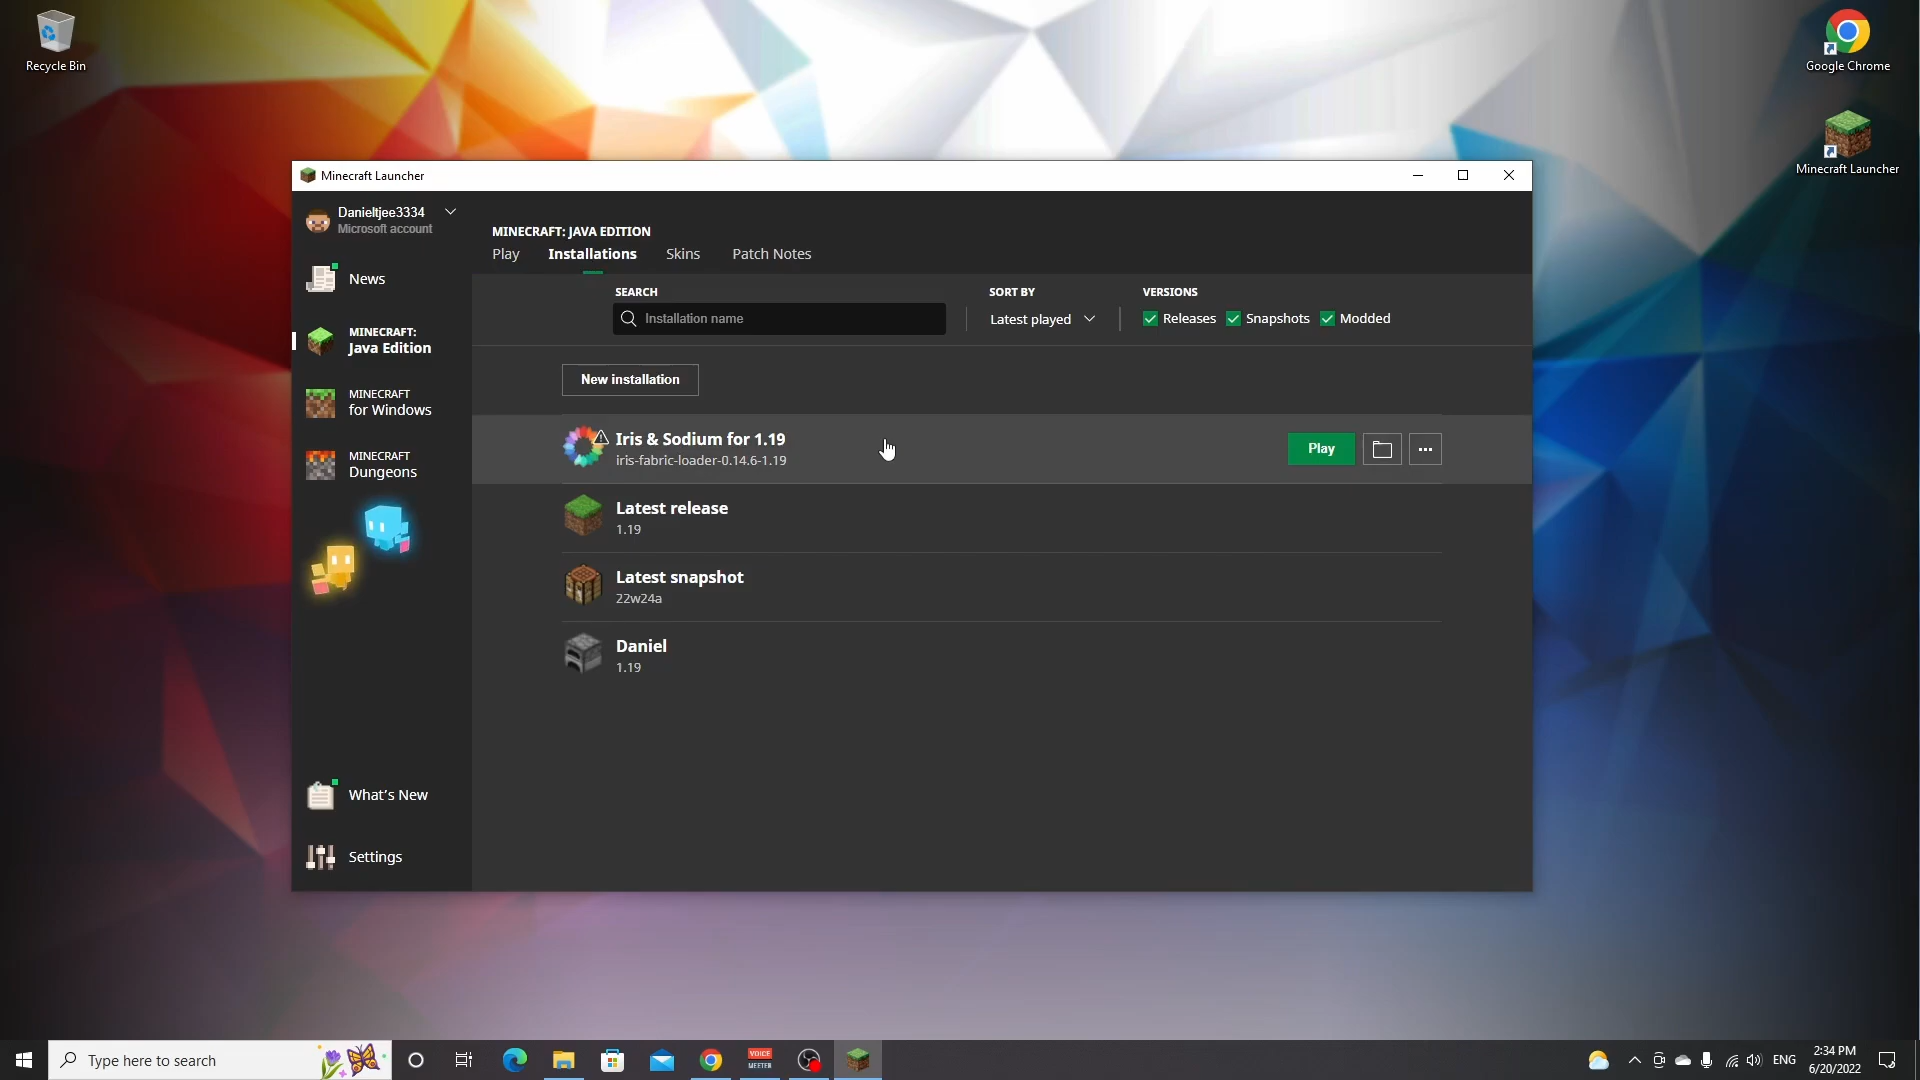 Recycle Bin
Google Chrome
Minecraft Launcher
Minecraft Launcher
Danieltjee3334
Microsoft account
News
MINECRAFT:
Java Edition
MINECRAFT
for Windows
MINECRAFT
Dungeons
What's New
Settings
MINECRAFT: JAVA EDITION
Play Installations Skins Patch Notes
SEARCH SORT BY VERSIONS
Installation name Latest played Releases Snapshots Modded
New installation
Iris & Sodium for 1.19
iris-fabric-loader-0.14.6-1.19
Play
Latest release
1.19
Latest snapshot
22w24a
Daniel
1.19
Type here to search
VOICE
MEETER
ENG
2:34 PM
6/20/2022